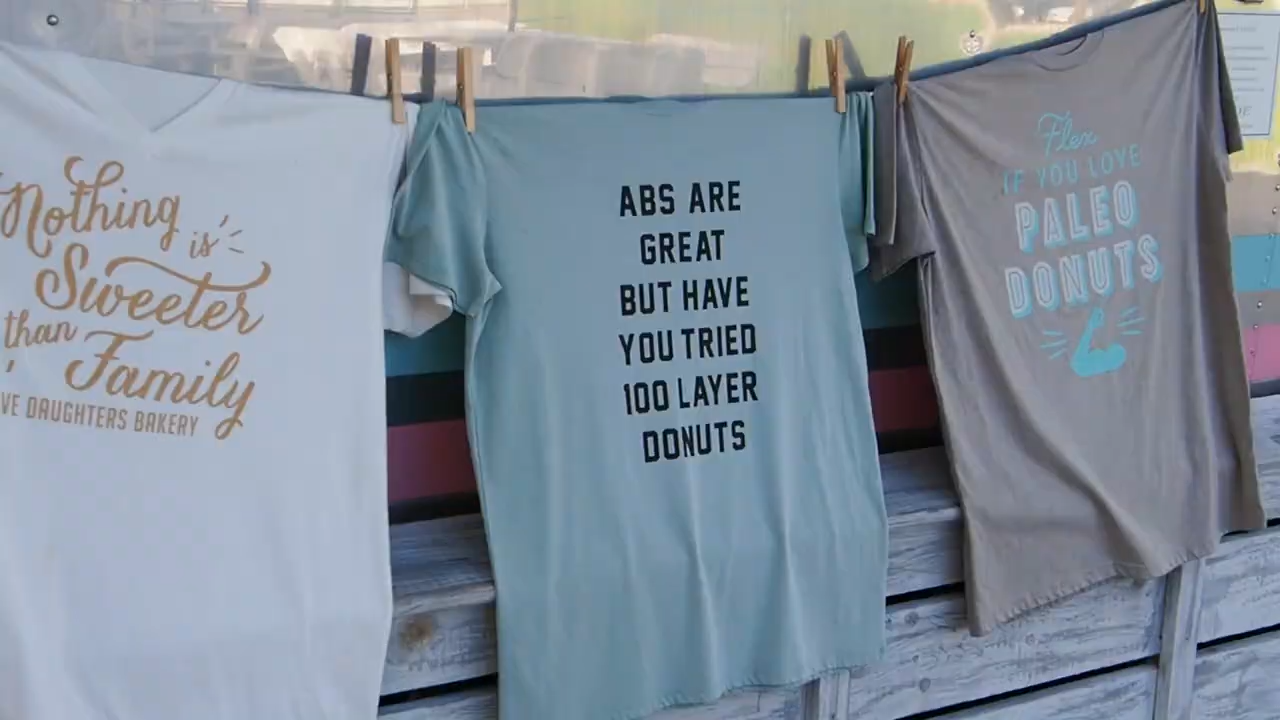 Nothing
is
Sweeter
than
Family
VE DAUGHTERS BAKERY
ABS ARE
GREAT
BUT HAVE
YOU TRIED
100 LAYER
DONUTS
Flex
IF YOU LOVE
PALEO
DONUTS